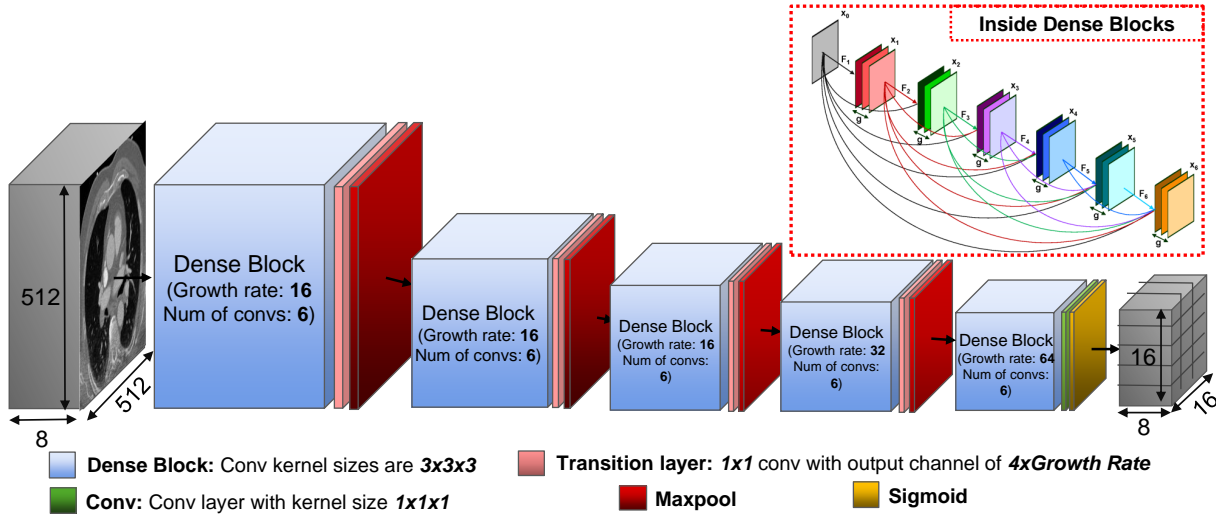 Inside Dense Blocks
x0
x1
x2
x3
x4
x5
x6
F1
F2
F3
F4
F5
F6
g
g
g
g
g
g
512
512
8
Dense Block
(Growth rate: 16
Num of convs: 6)
Dense Block
(Growth rate: 16
Num of convs: 6)
Dense Block
(Growth rate: 16
Num of convs:
6)
Dense Block
(Growth rate: 32
Num of convs:
6)
Dense Block
(Growth rate: 64
Num of convs:
6)
16
8
16
Dense Block: Conv kernel sizes are 3x3x3
Transition layer: 1x1 conv with output channel of 4xGrowth Rate
Conv: Conv layer with kernel size 1x1x1
Maxpool
Sigmoid